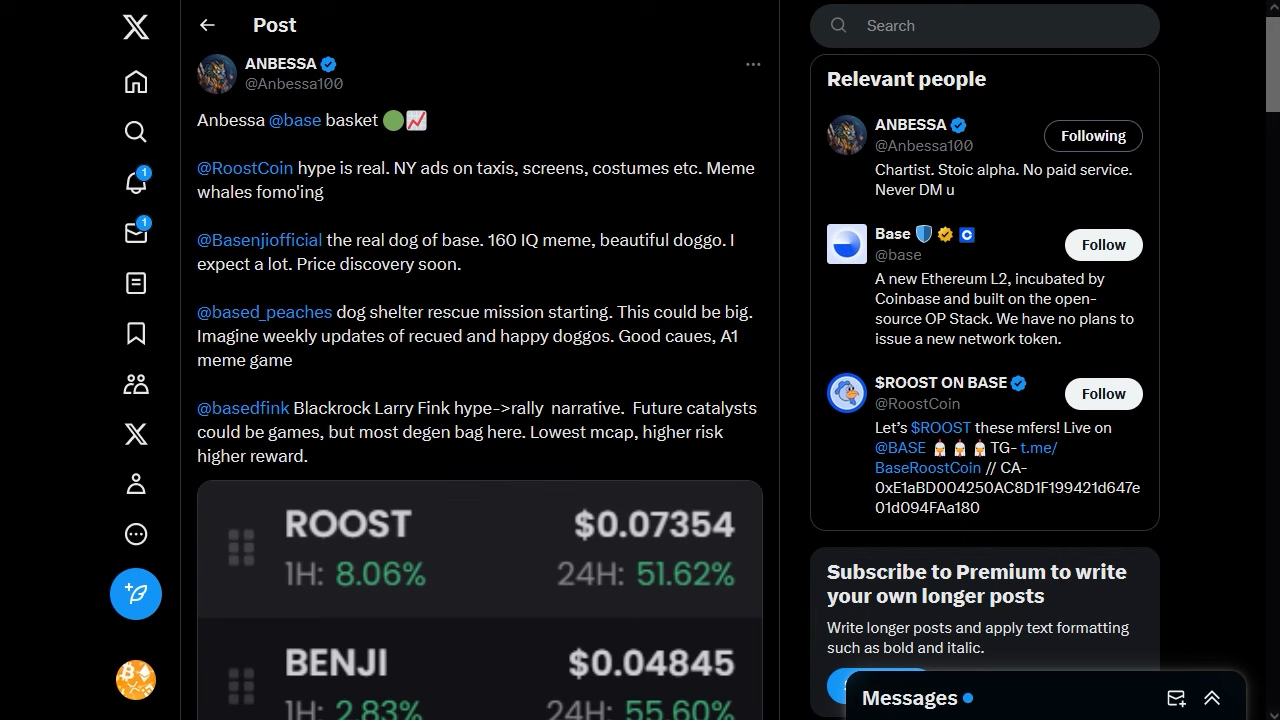 Post
ANBESSA
@Anbessa100
Anbessa @base basket
@RoostCoin hype is real. NY ads on taxis, screens, costumes etc. Meme
whales fomo'ing
@Basenjiofficial the real dog of base. 160 IQ meme, beautiful doggo. I
expect a lot. Price discovery soon.
@based_peaches dog shelter rescue mission starting. This could be big.
Imagine weekly updates of recued and happy doggos. Good caues, A1
meme game
@basedfink Blackrock Larry Fink hype->rally narrative. Future catalysts
could be games, but most degen bag here. Lowest mcap, higher risk
higher reward.
ROOST $0.07354
1H: 8.06% 24H: 51.62%
BENJI $0.04845
1H: 2.83% 24H: 55.60%
1
1
Search
Relevant people
ANBESSA
@Anbessa100
Following
Chartist. Stoic alpha. No paid service.
Never DM u
Base
@base
Follow
A new Ethereum L2, incubated by
Coinbase and built on the open-
source OP Stack. We have no plans to
issue a new network token.
$ROOST ON BASE
@RoostCoin
Follow
Let’s $ROOST these mfers! Live on
@BASE TG- t.me/
BaseRoostCoin // CA-
0xE1aBD004250AC8D1F199421d647e
01d094FAa180
Subscribe to Premium to write
your own longer posts
Write longer posts and apply text formatting
such as bold and italic.
Messages